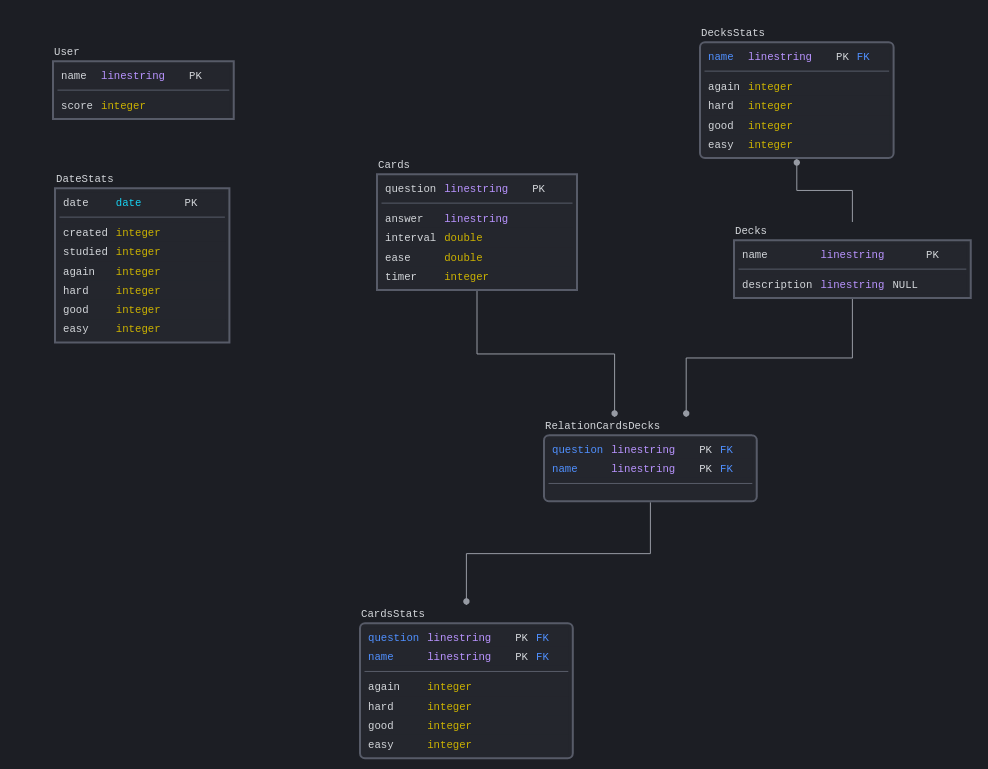 User
name linestring PK
score integer
DateStats
date date PK
created integer
studied integer
again integer
hard integer
good integer
easy integer
Cards
question linestring PK
answer linestring
interval double
ease double
timer integer
DecksStats
name linestring PK FK
again integer
hard integer
good integer
easy integer
Decks
name linestring PK
description linestring NULL
RelationCardsDecks
question linestring PK FK
name linestring PK FK
CardsStats
question linestring PK FK
name linestring PK FK
again integer
hard integer
good integer
easy integer